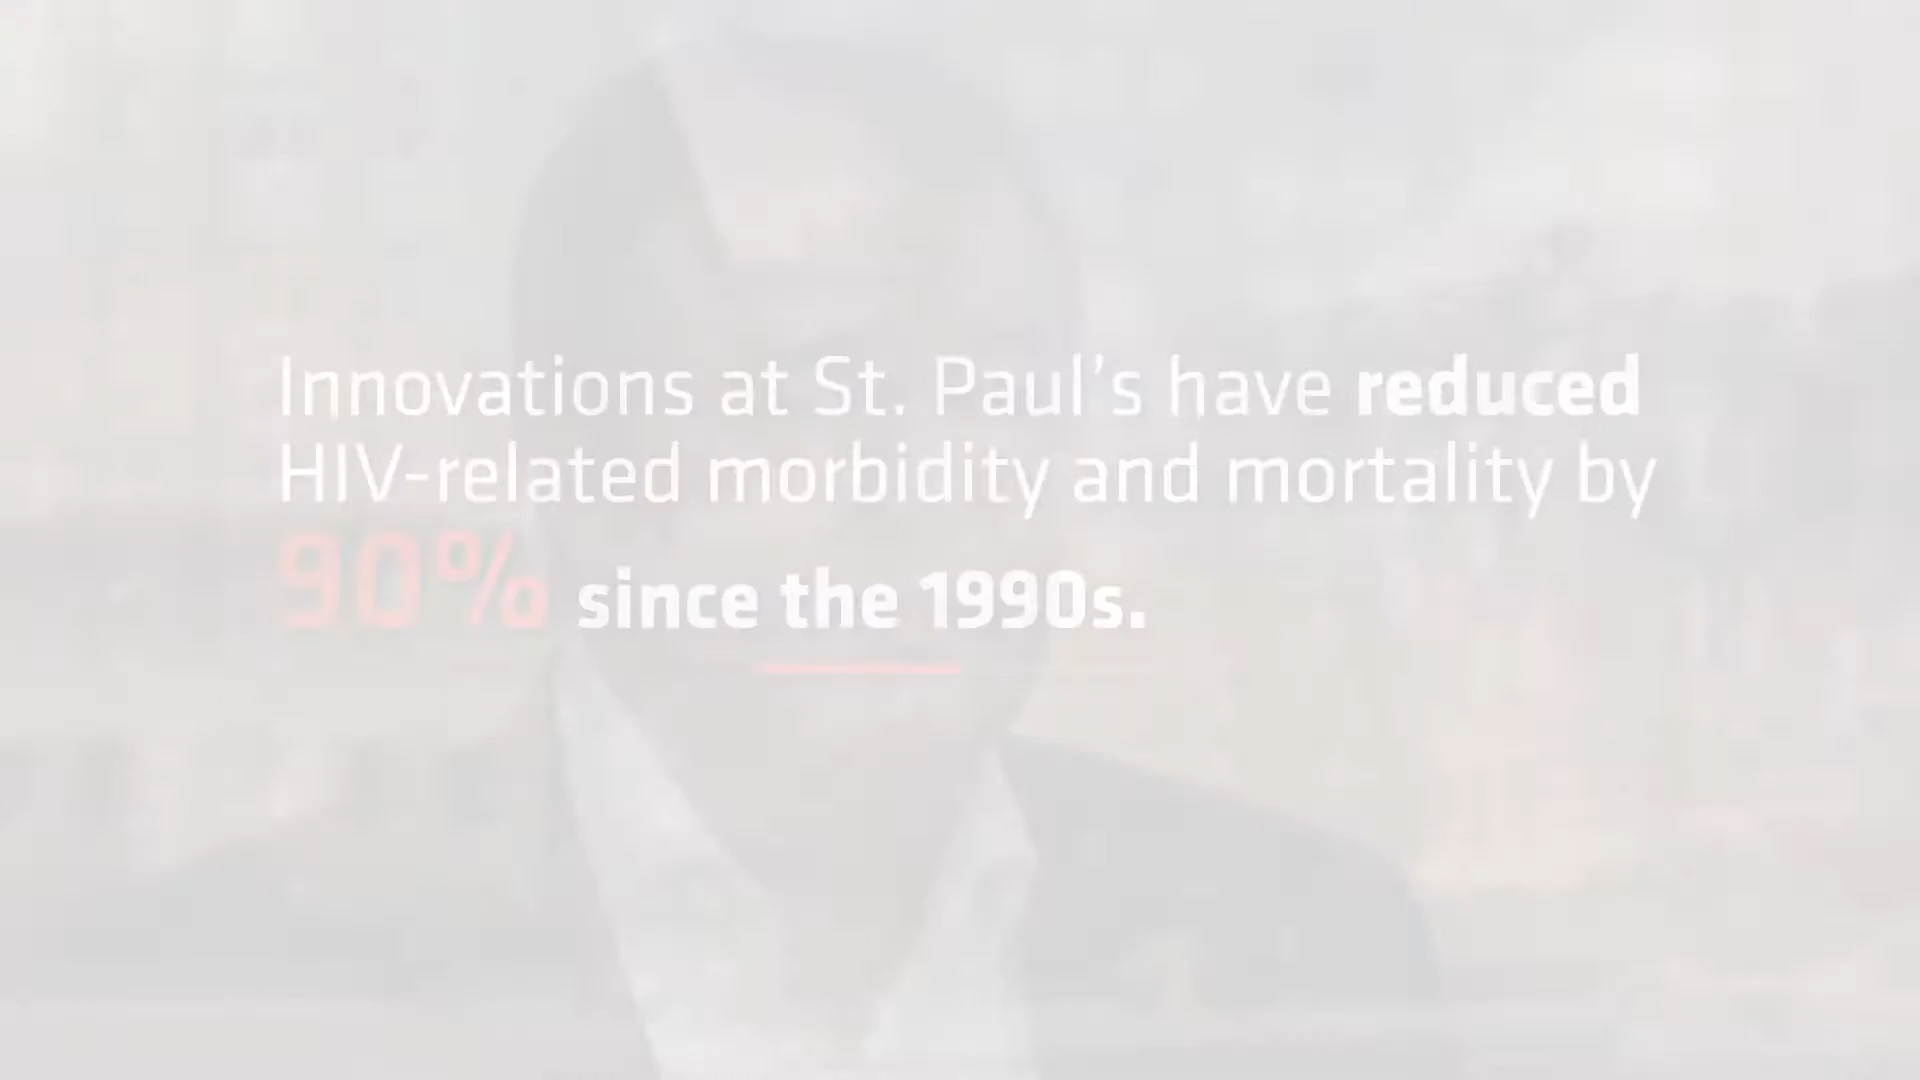 Innovations at St. Paul’s have reduced
HIV-related morbidity and mortality by
90% since the 1990s.